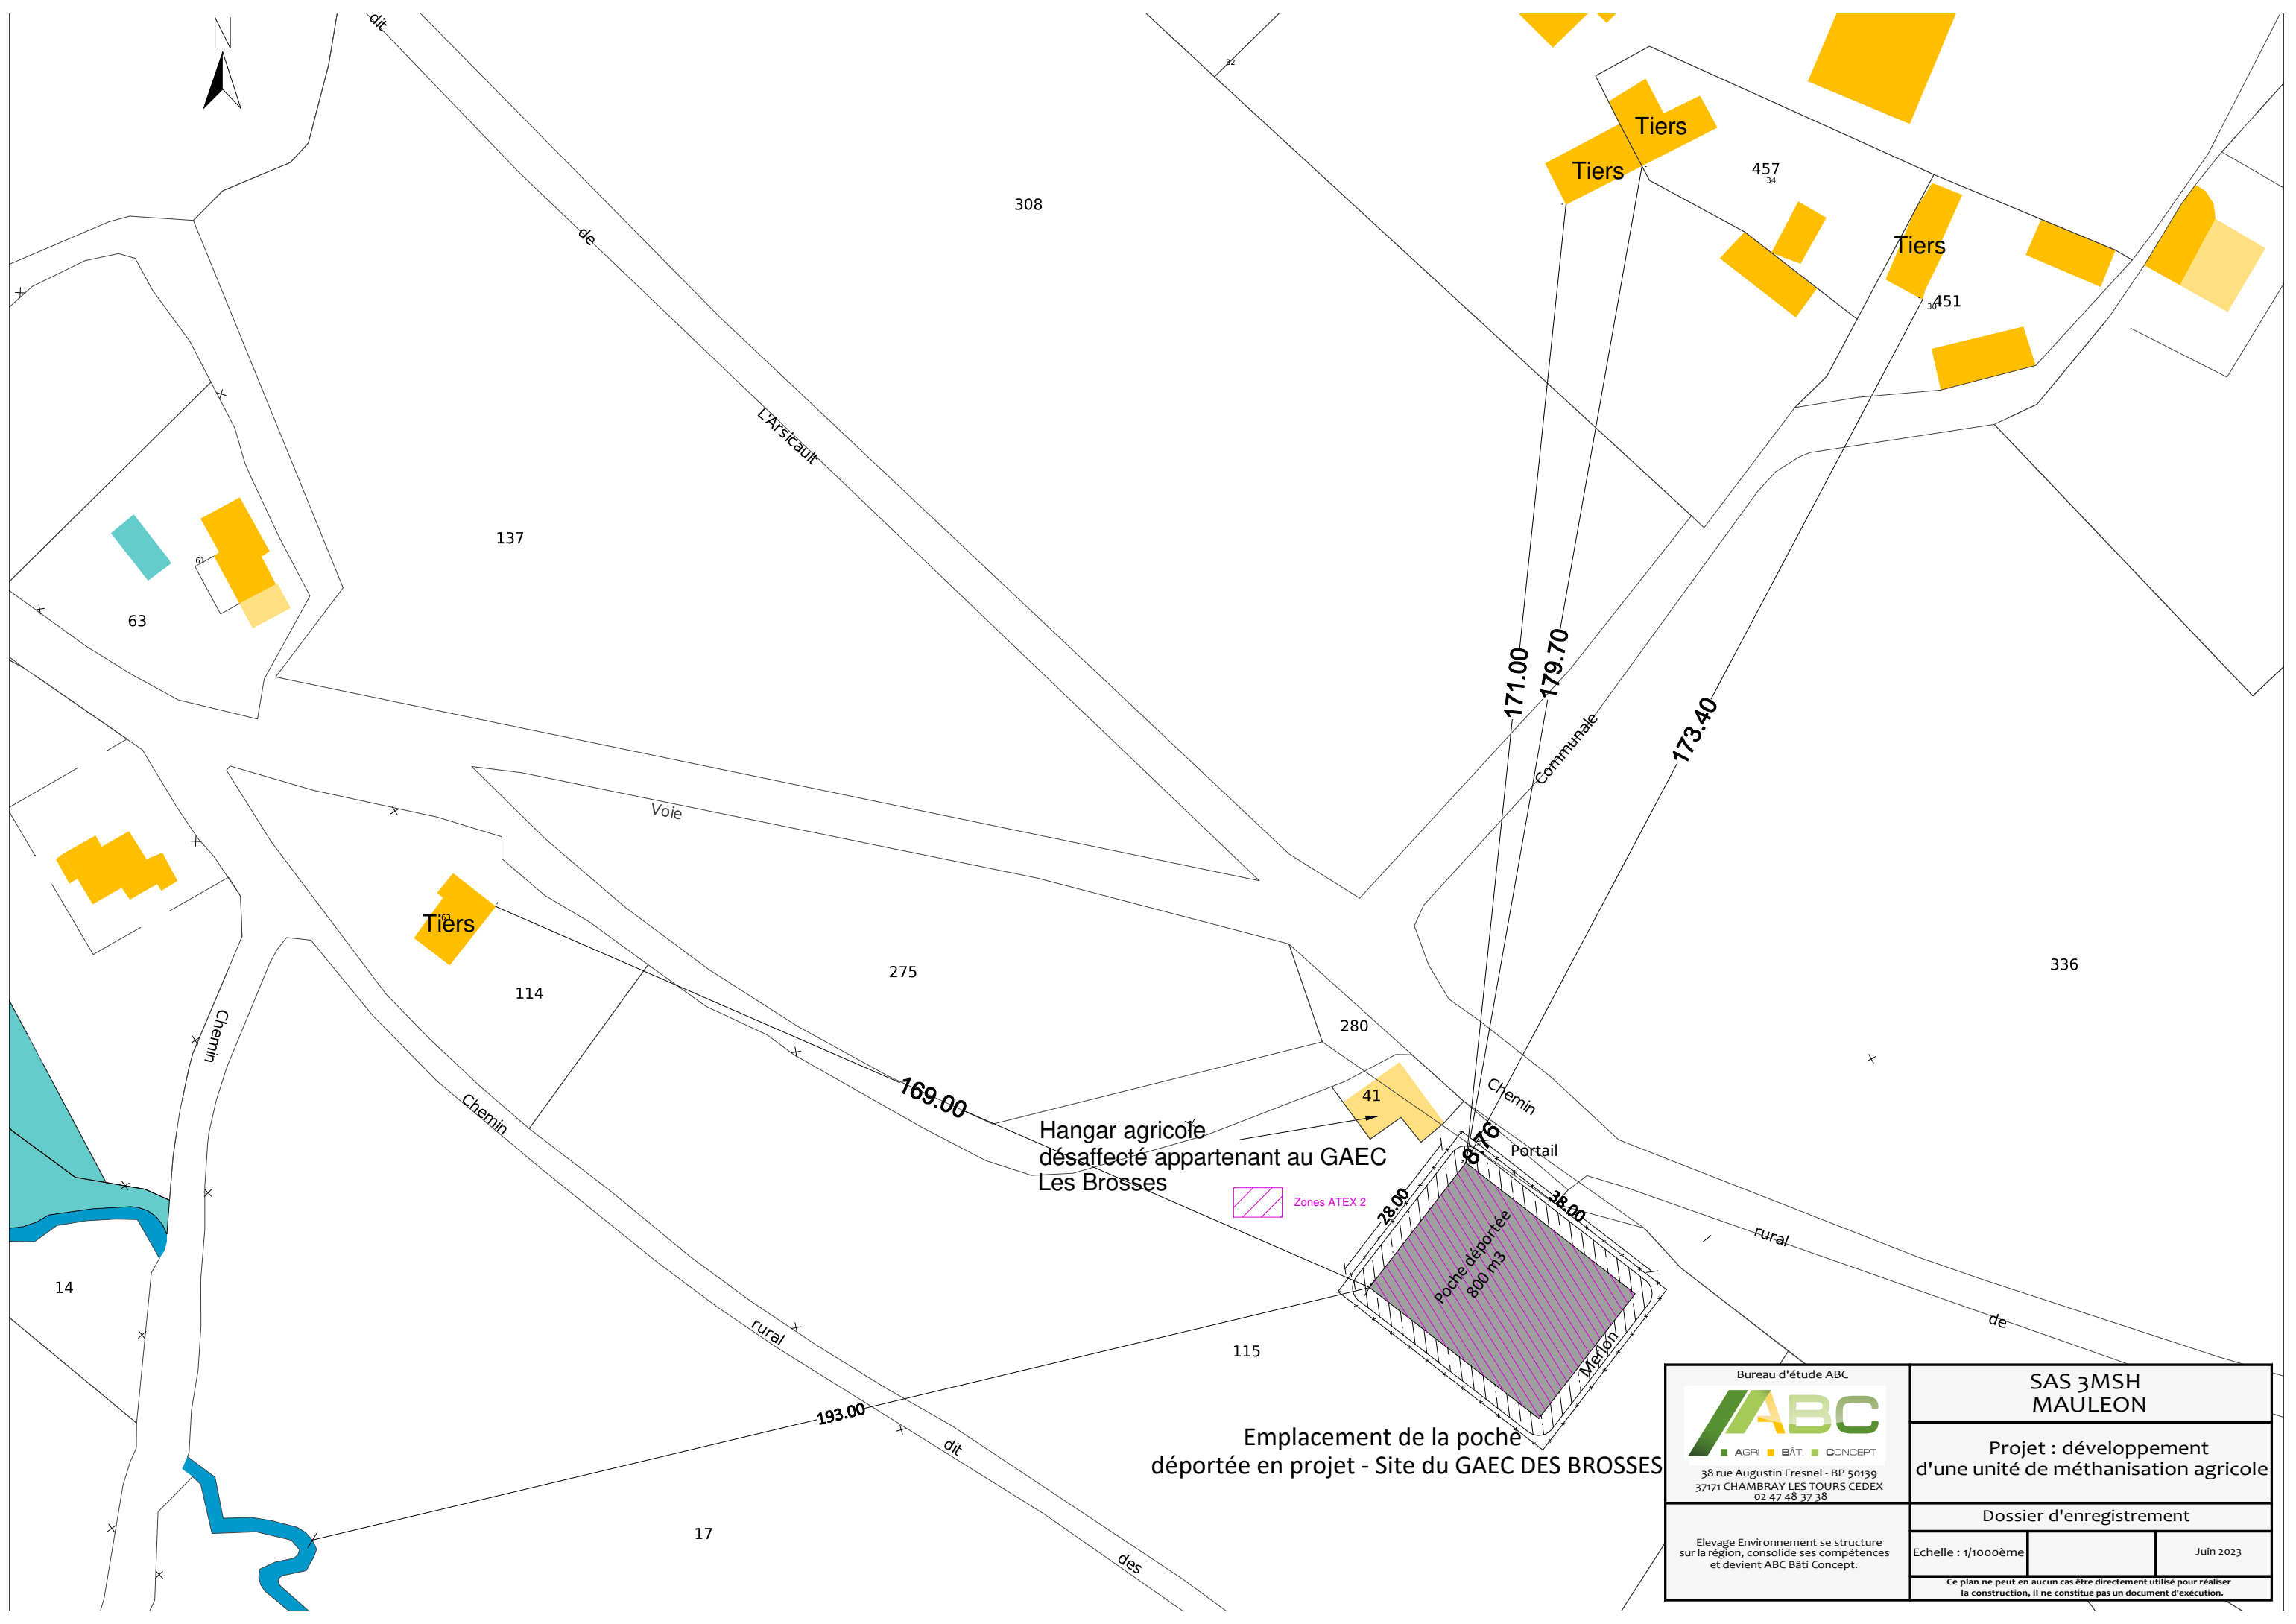 N
dit
32
308
Tiers
Tiers
457
34
Tiers
30
451
de
L'Arsicault
137
61
63
171.00
179.70
173.40
Communale
Voie
Tiers
63
114
275
336
280
Chemin
Chemin
169.00
41
Chemin
Hangar agricole
désaffecté appartenant au GAEC
Les Brosses
8.76
Portail
Zones ATEX 2
28.00
38.00
Poche déportée
800 m3
Merlon
rural
de
14
rural
115
193.00
dit
des
17
Emplacement de la poche
déportée en projet - Site du GAEC DES BROSSES
Bureau d'étude ABC
ABC
AGRI BÂTI CONCEPT
38 rue Augustin Fresnel - BP 50139
37171 CHAMBRAY LES TOURS CEDEX
02 47 48 37 38
Elevage Environnement se structure
sur la région, consolide ses compétences
et devient ABC Bâti Concept.
SAS 3MSH
MAULEON
Projet : développement
d'une unité de méthanisation agricole
Dossier d'enregistrement
Echelle : 1/1000ème
Juin 2023
Ce plan ne peut en aucun cas être directement utilisé pour réaliser
la construction, il ne constitue pas un document d'exécution.